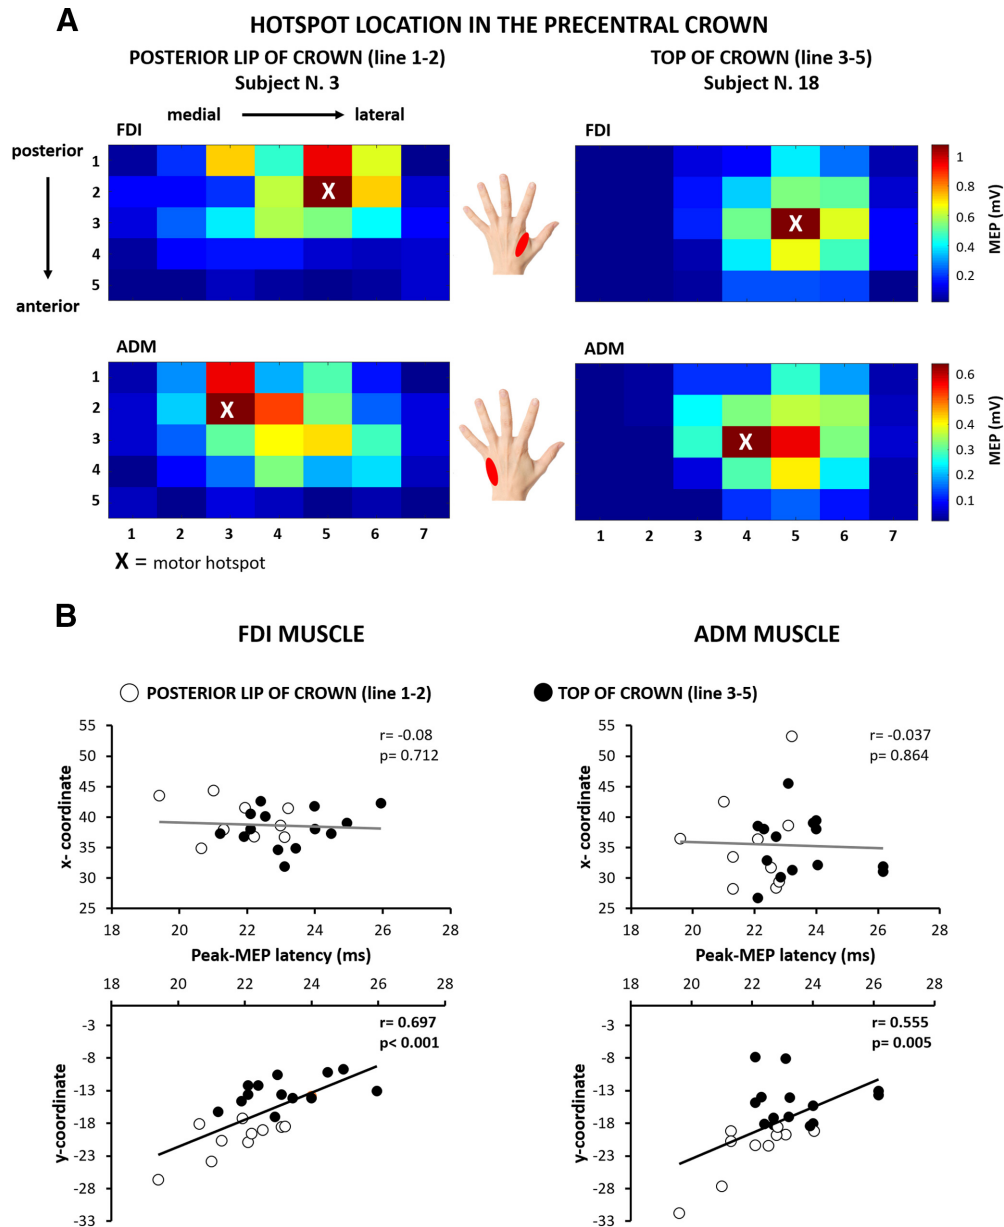 A
HOTSPOT LOCATION IN THE PRECENTRAL CROWN
POSTERIOR LIP OF CROWN (line 1-2)
Subject N. 3
TOP OF CROWN (line 3-5)
Subject N. 18
medial
lateral
posterior
anterior
FDI
1
2
3
4
5
X
FDI
X
1
0.8
0.6
0.4
0.2
MEP (mV)
ADM
1
2
3
4
5
X
1 2 3 4 5 6 7
ADM
X
1 2 3 4 5 6 7
0.6
0.5
0.4
0.3
0.2
0.1
MEP (mV)
X = motor hotspot
B
FDI MUSCLE
ADM MUSCLE
POSTERIOR LIP OF CROWN (line 1-2)
TOP OF CROWN (line 3-5)
x- coordinate
55
50
45
40
35
30
25
r= -0.08
p= 0.712
18 20 22 24 26 28
Peak-MEP latency (ms)
x- coordinate
55
50
45
40
35
30
25
r= -0.037
p= 0.864
18 20 22 24 26 28
Peak-MEP latency (ms)
18 20 22 24 26 28
y-coordinate
-3
-8
-13
-18
-23
-28
-33
r= 0.697
p< 0.001
18 20 22 24 26 28
y-coordinate
-3
-8
-13
-18
-23
-28
-33
r= 0.555
p= 0.005